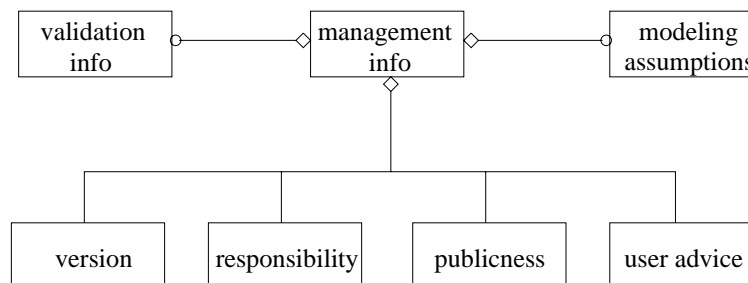 validation
info
management
info
modeling
assumptions
version
responsibility
publicness
user advice